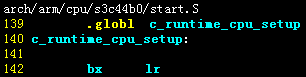 arch/arm/cpu/s3c44b0/start.S
139 .globl c_runtime_cpu_setup
140 c_runtime_cpu_setup:
141
142 bx lr